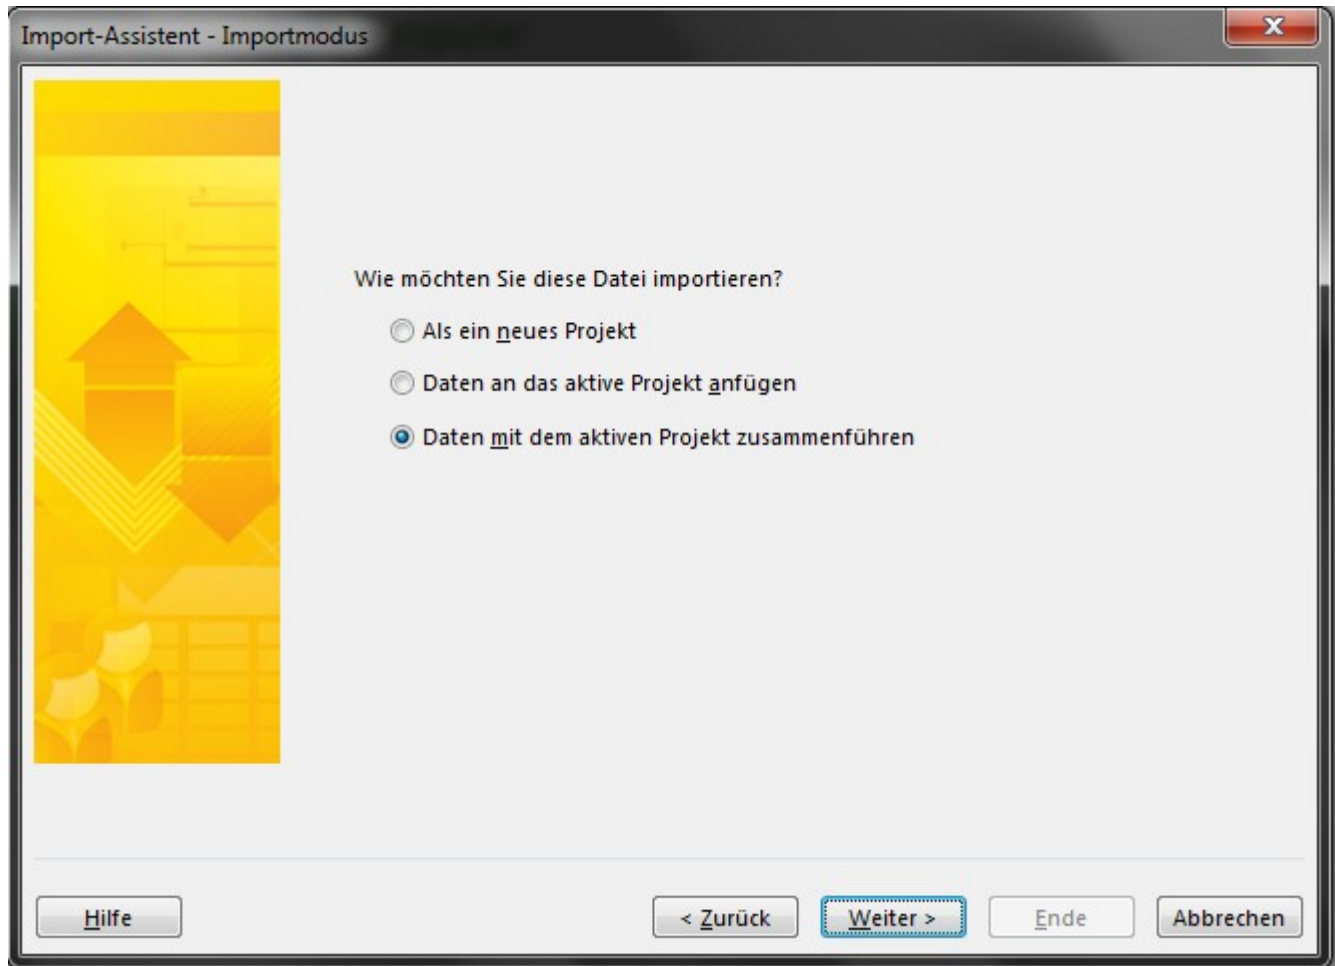 Import-Assistent - Importmodus
Wie möchten Sie diese Datei importieren?
Als ein neues Projekt
Daten an das aktive Projekt anfügen
Daten mit dem aktiven Projekt zusammenführen
Hilfe
< Zurück
Weiter >
Ende
Abbrechen